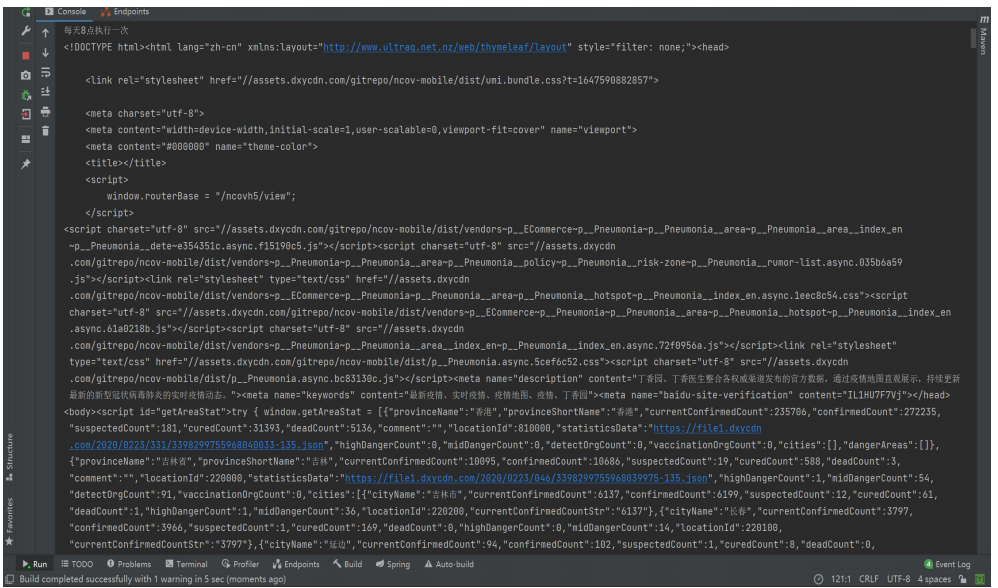 Console
Endpoints
每天8点执行一次
<!DOCTYPE html><html lang="zh-cn" xmlns:layout="http://www.ultraq.net.nz/web/thymeleaf/layout" style="filter: none;"><head>
<link rel="stylesheet" href="//assets.dxycdn.com/gitrepo/ncov-mobile/dist/umi.bundle.css?t=1647590882857">
<meta charset="utf-8">
<meta content="width=device-width,initial-scale=1,user-scalable=0,viewport-fit=cover" name="viewport">
<meta content="#000000" name="theme-color">
<title></title>
<script>
window.routerBase = "/ncovh5/view";
</script>
<script charset="utf-8" src="//assets.dxycdn.com/gitrepo/ncov-mobile/dist/vendors~p__ECommerce~p__Pneumonia~p__Pneumonia__area~p__Pneumonia__area__index_en
~p__Pneumonia__dete~e354351c.async.f15190c5.js"></script><script charset="utf-8" src="//assets.dxycdn
.com/gitrepo/ncov-mobile/dist/vendors~p__Pneumonia~p__Pneumonia__area~p__Pneumonia__policy~p__Pneumonia__risk-zone~p__Pneumonia__rumor-list.async.035b6a59
.js"></script><link rel="stylesheet" type="text/css" href="//assets.dxycdn
.com/gitrepo/ncov-mobile/dist/vendors~p__ECommerce~p__Pneumonia~p__Pneumonia__area~p__Pneumonia__hotspot~p__Pneumonia__index_en.async.1eec8c54.css"><script
charset="utf-8" src="//assets.dxycdn.com/gitrepo/ncov-mobile/dist/vendors~p__ECommerce~p__Pneumonia~p__Pneumonia__area~p__Pneumonia__hotspot~p__Pneumonia__index_en
.async.61a0218b.js"></script><script charset="utf-8" src="//assets.dxycdn
.com/gitrepo/ncov-mobile/dist/vendors~p__Pneumonia~p__Pneumonia__area__index_en~p__Pneumonia__index_en.async.72f0956a.js"></script><link rel="stylesheet"
type="text/css" href="//assets.dxycdn.com/gitrepo/ncov-mobile/dist/p__Pneumonia.async.5cef6c52.css"><script charset="utf-8" src="//assets.dxycdn
.com/gitrepo/ncov-mobile/dist/p__Pneumonia.async.bc83130c.js"></script><meta name="description" content="丁香园、丁香医生整合各权威渠道发布的官方数据，通过疫情地图直观展示，持续更新
最新的新型冠状病毒肺炎的实时疫情动态。"><meta name="keywords" content="最新疫情、实时疫情、疫情地图、疫情、丁香园"><meta name="baidu-site-verification" content="IL1HU7F7Vj"></head>
<body><script id="getAreaStat">try { window.getAreaStat = [{"provinceName":"香港","provinceShortName":"香港","currentConfirmedCount":235706,"confirmedCount":272235,
"suspectedCount":181,"curedCount":31393,"deadCount":5136,"comment":"","locationId":810000,"statisticsData":"https://file1.dxycdn
.com/2020/0223/331/3398299755968040033-135.json","highDangerCount":0,"midDangerCount":0,"detectOrgCount":0,"vaccinationOrgCount":0,"cities":[],"dangerAreas":[]},
{"provinceName":"吉林省","provinceShortName":"吉林","currentConfirmedCount":10095,"confirmedCount":10686,"suspectedCount":19,"curedCount":588,"deadCount":3,
"comment":"","locationId":220000,"statisticsData":"https://file1.dxycdn.com/2020/0223/046/3398299755968039975-135.json","highDangerCount":1,"midDangerCount":54,
"detectOrgCount":91,"vaccinationOrgCount":0,"cities":[{"cityName":"吉林市","currentConfirmedCount":6137,"confirmedCount":6199,"suspectedCount":12,"curedCount":61,
"deadCount":1,"highDangerCount":1,"midDangerCount":36,"locationId":220200,"currentConfirmedCountStr":"6137"},{"cityName":"长春","currentConfirmedCount":3797,
"confirmedCount":3966,"suspectedCount":1,"curedCount":169,"deadCount":0,"highDangerCount":0,"midDangerCount":14,"locationId":220100,
"currentConfirmedCountStr":"3797"},{"cityName":"延边","currentConfirmedCount":94,"confirmedCount":102,"suspectedCount":1,"curedCount":8,"deadCount":0,
m Maven
Structure
Favorites
Run
TODO
Problems
Terminal
Profiler
Endpoints
Build
Spring
Auto-build
4 Event Log
Build completed successfully with 1 warning in 5 sec (moments ago)
121:1 CRLF UTF-8 4 spaces